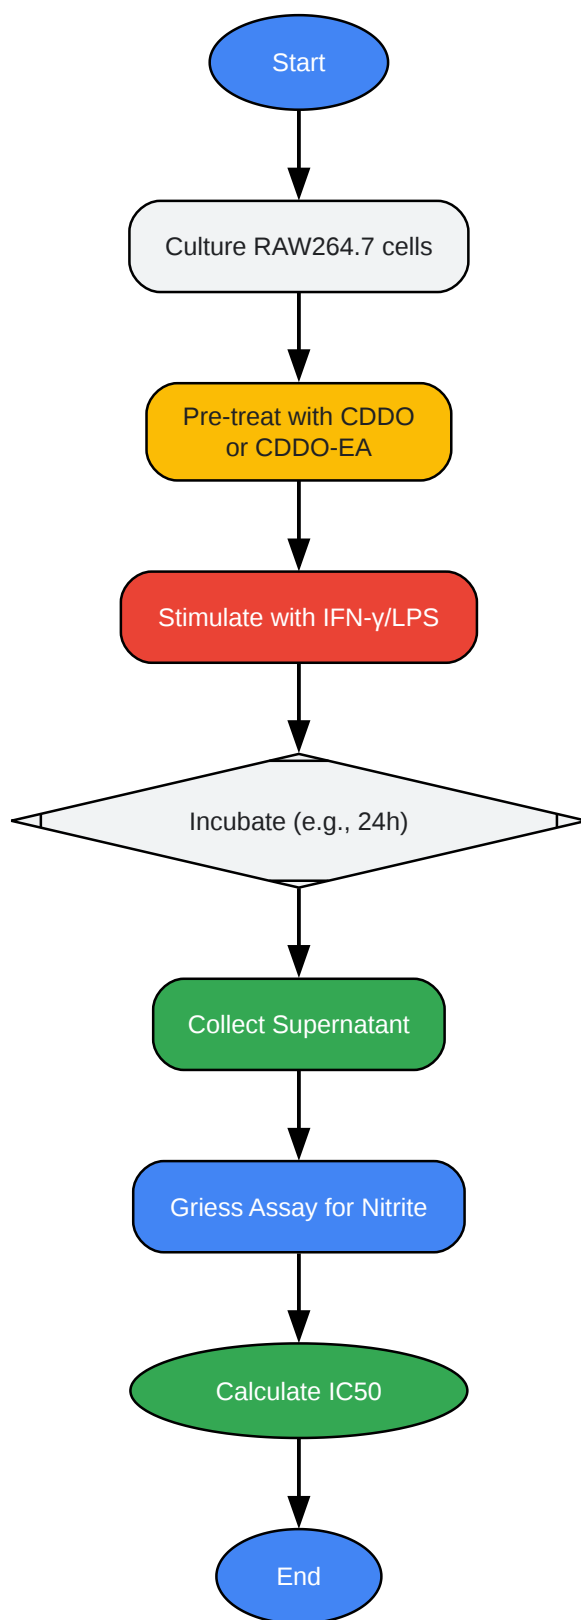 Start
Culture RAW264.7 cells
Pre-treat with CDDO
or CDDO-EA
Stimulate with IFN-γ/LPS
Incubate (e.g., 24h)
Collect Supernatant
Griess Assay for Nitrite
Calculate IC50
End